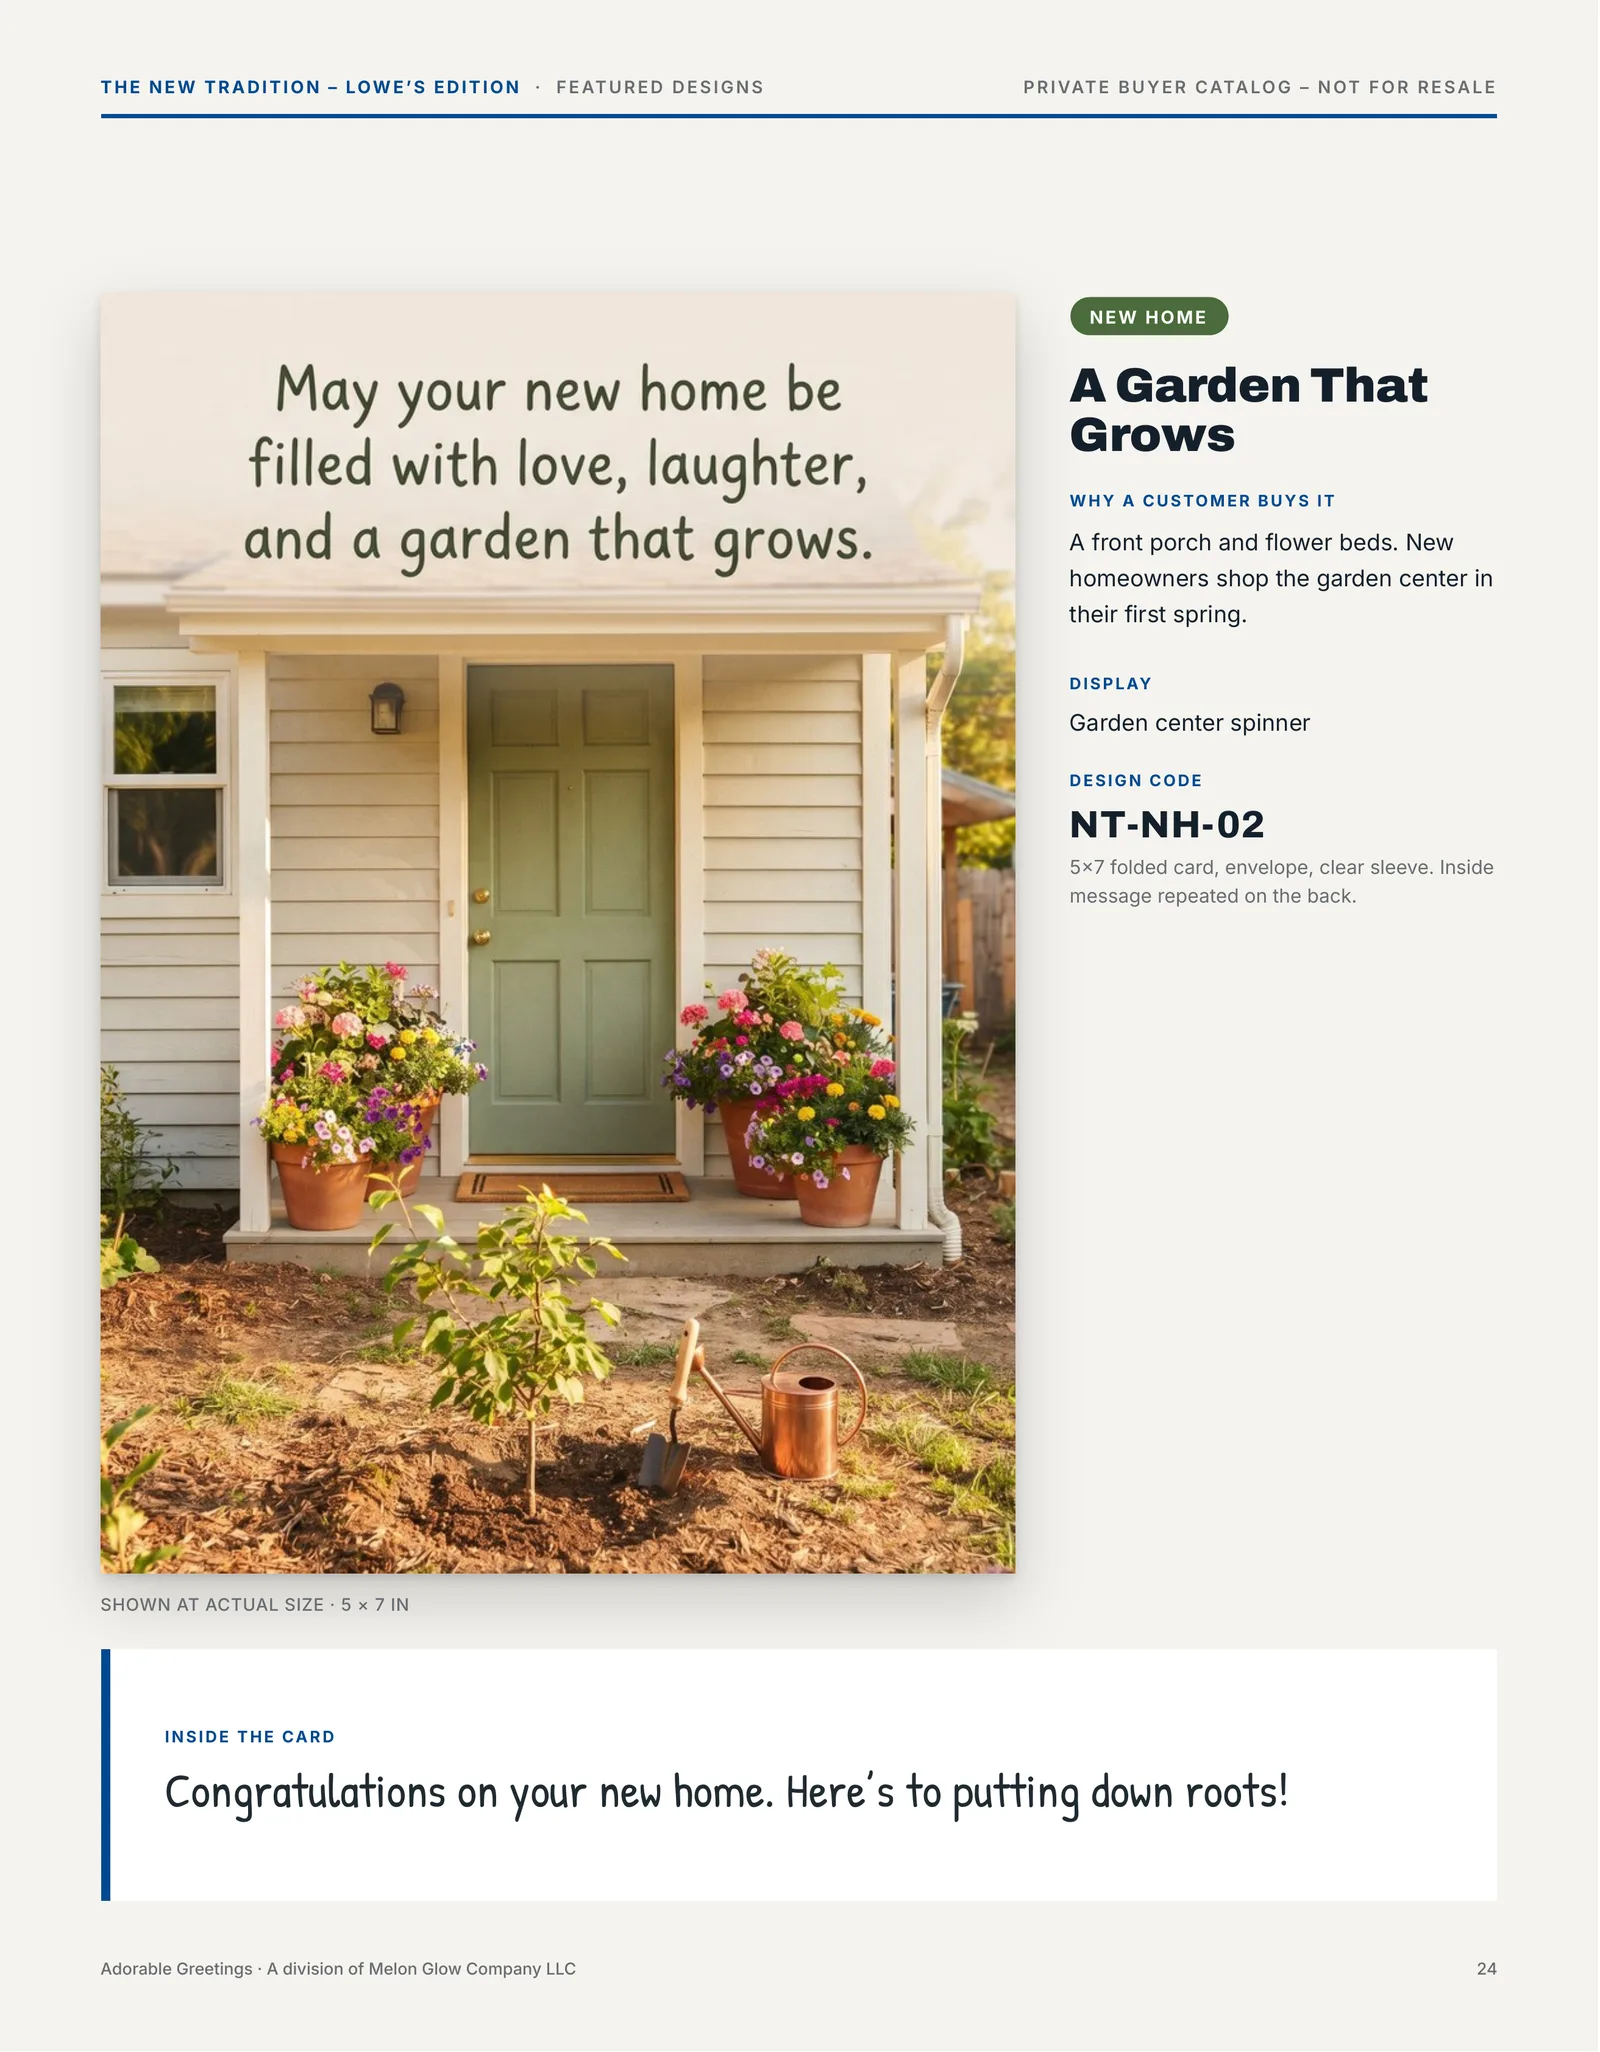 THE NEW TRADITION – LOWE’S EDITION · FEATURED DESIGNS
PRIVATE BUYER CATALOG – NOT FOR RESALE
May your new home be
filled with love, laughter,
and a garden that grows.
SHOWN AT ACTUAL SIZE · 5 × 7 IN
NEW HOME
A Garden That
Grows
WHY A CUSTOMER BUYS IT
A front porch and flower beds. New
homeowners shop the garden center in
their first spring.
DISPLAY
Garden center spinner
DESIGN CODE
NT-NH-02
5×7 folded card, envelope, clear sleeve. Inside
message repeated on the back.
INSIDE THE CARD
Congratulations on your new home. Here’s to putting down roots!
Adorable Greetings · A division of Melon Glow Company LLC
24